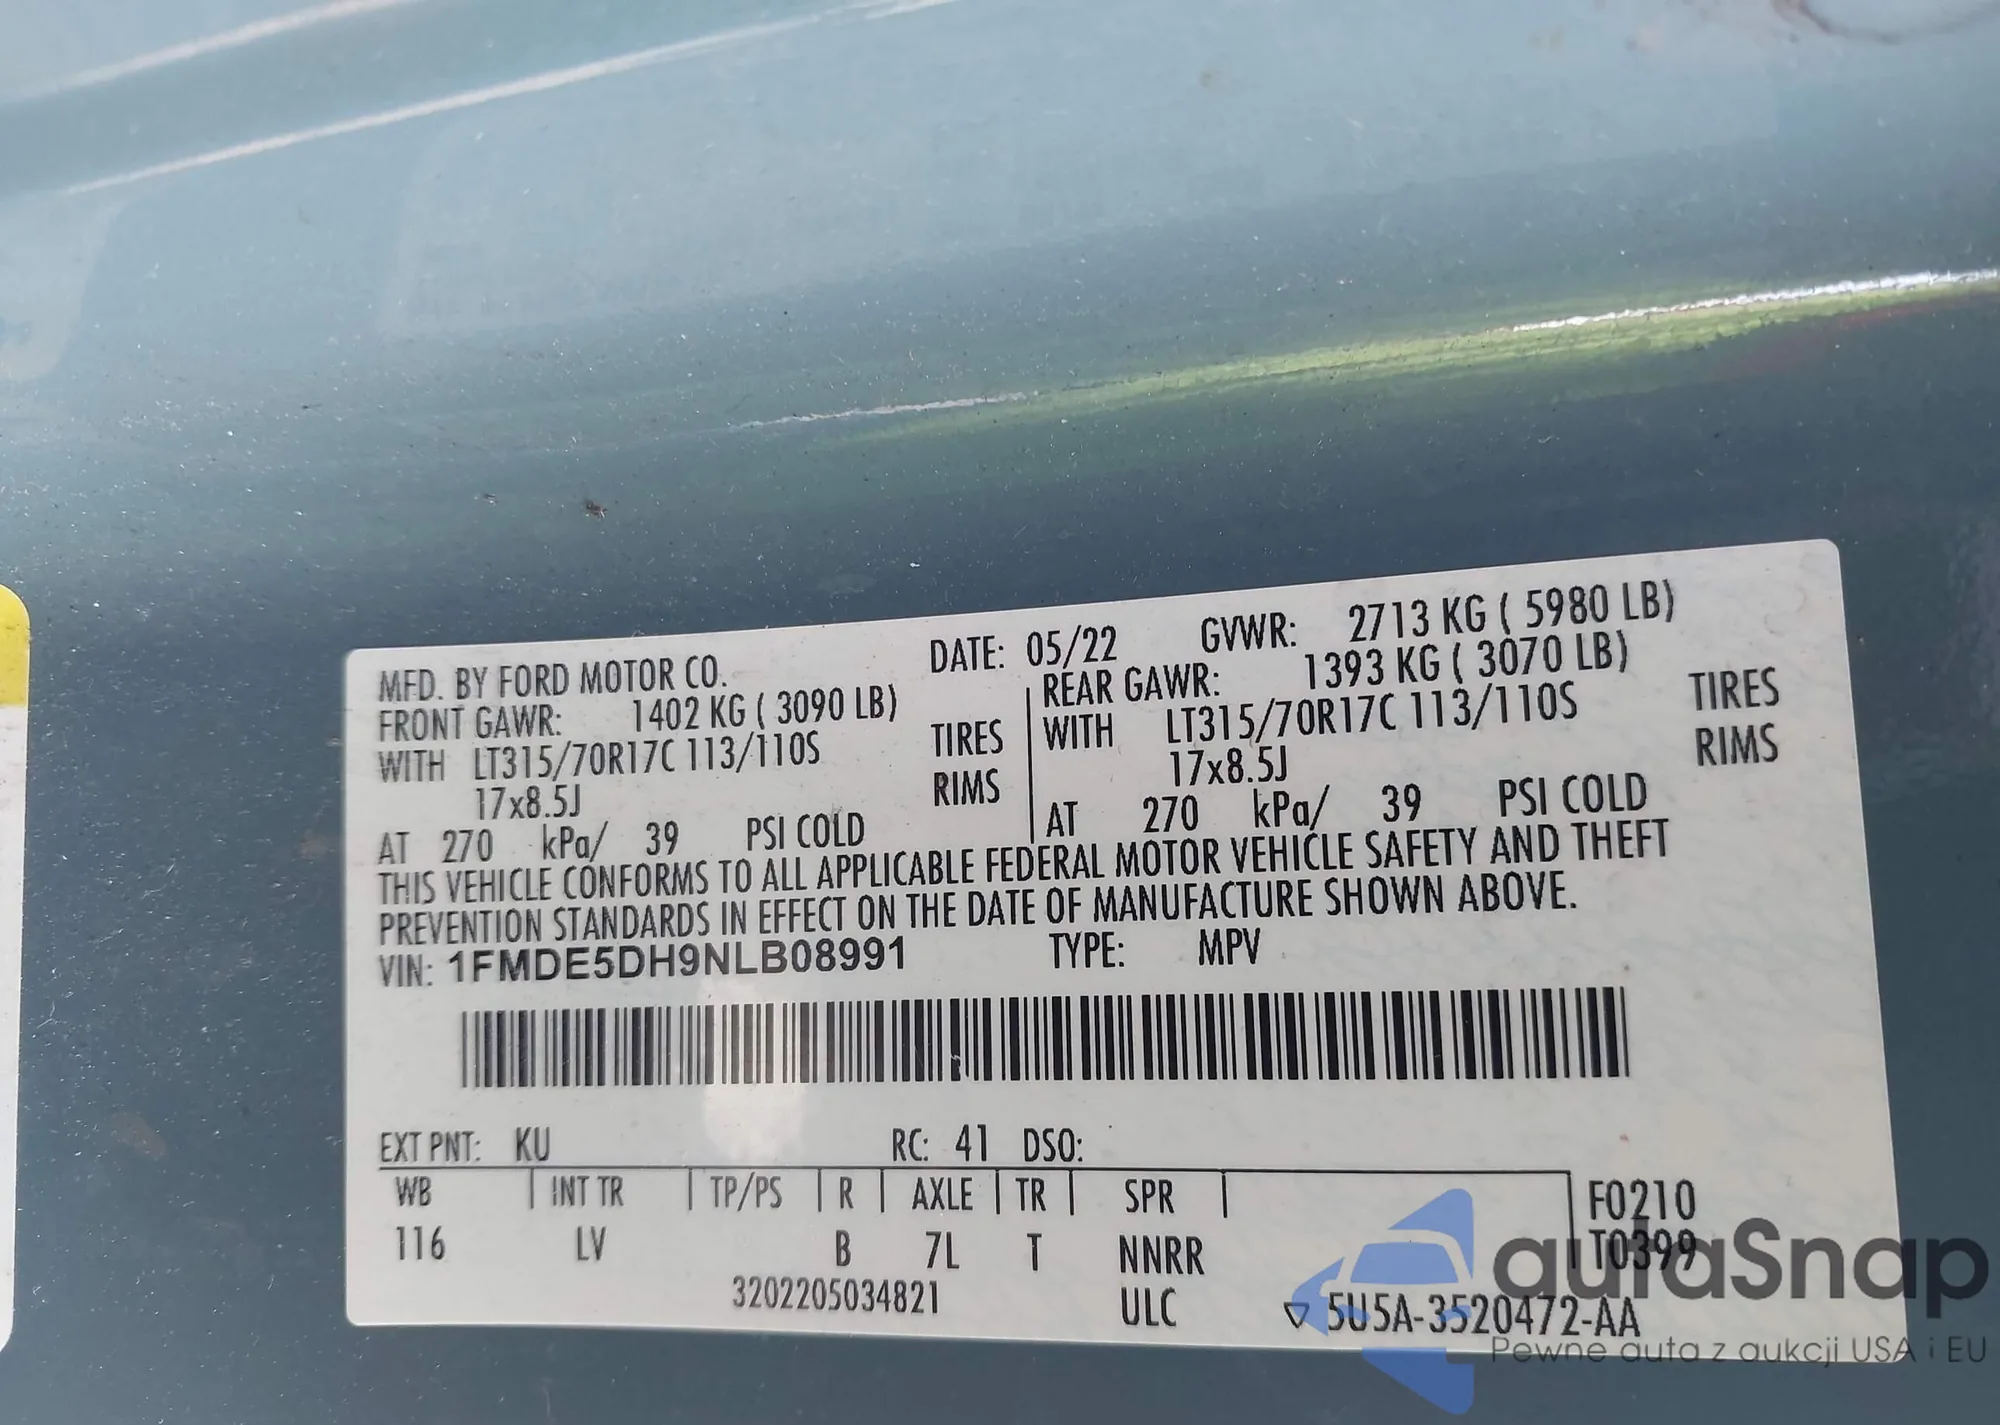 MFD. BY FORD MOTOR CO. DATE: 05/22 GVWR: 2713 KG ( 5980 LB)
FRONT GAWR: 1402 KG ( 3090 LB) REAR GAWR: 1393 KG ( 3070 LB)
WITH LT315/70R17C 113/110S TIRES WITH LT315/70R17C 113/110S TIRES
17x8.5J RIMS 17x8.5J RIMS
AT 270 kPa/ 39 PSI COLD AT 270 kPa/ 39 PSI COLD
THIS VEHICLE CONFORMS TO ALL APPLICABLE FEDERAL MOTOR VEHICLE SAFETY AND THEFT
PREVENTION STANDARDS IN EFFECT ON THE DATE OF MANUFACTURE SHOWN ABOVE.
VIN: 1FMDE5DH9NLB08991 TYPE: MPV
EXT PNT: KU RC: 41 DSO:
WB INT TR TP/PS R AXLE TR SPR F0210
116 LV B 7L T NNRR T0399
3202205034821 ULC 5U5A-3520472-AA
autaSnap
Pewne auta z aukcji USA i EU